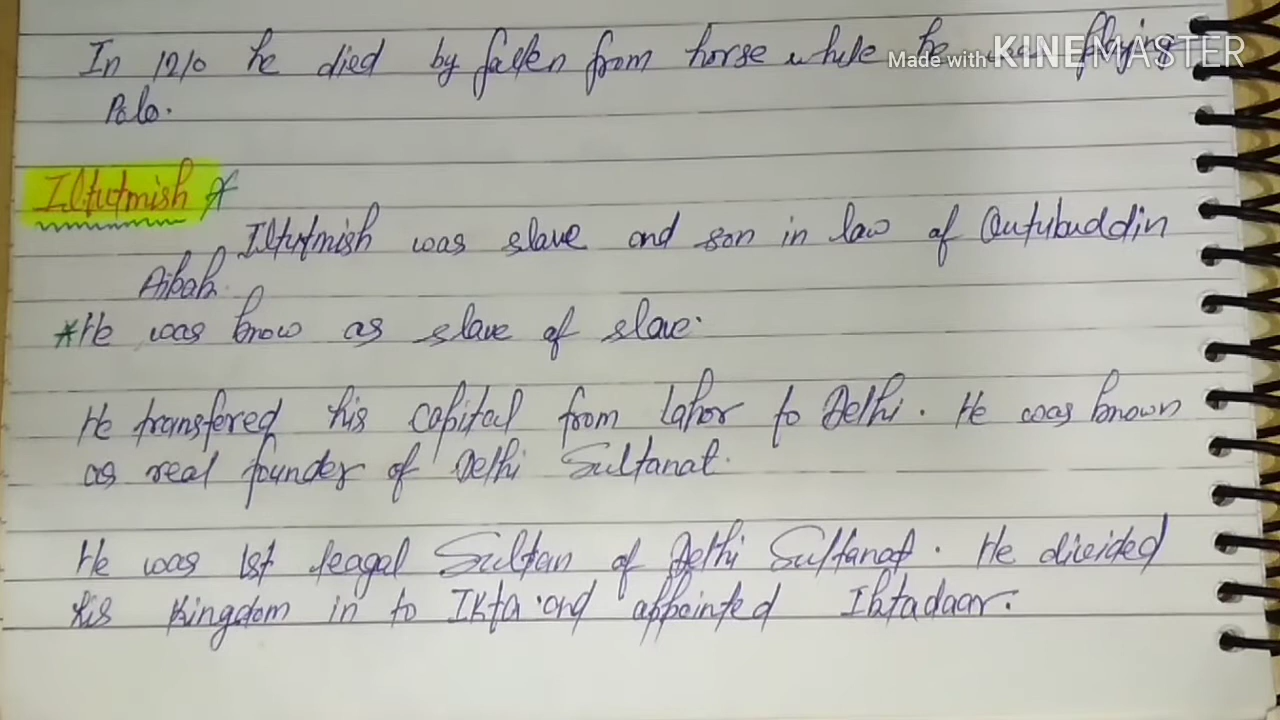 In 1210 he died by fallen from horse while he was playing
Made with KINEMASTER
Polo.
Iltutmish *
Iltutmish was slave and son in law of Qutubuddin
Aibak.
*He was know as slave of slave.
He transfered his capital from Lahor to Delhi. He was known
as real founder of Delhi Sultanat.
He was 1st leagal Sultan of Delhi Sultanat. He divided
his Kingdom in to IKta and appointed Iktadaar.